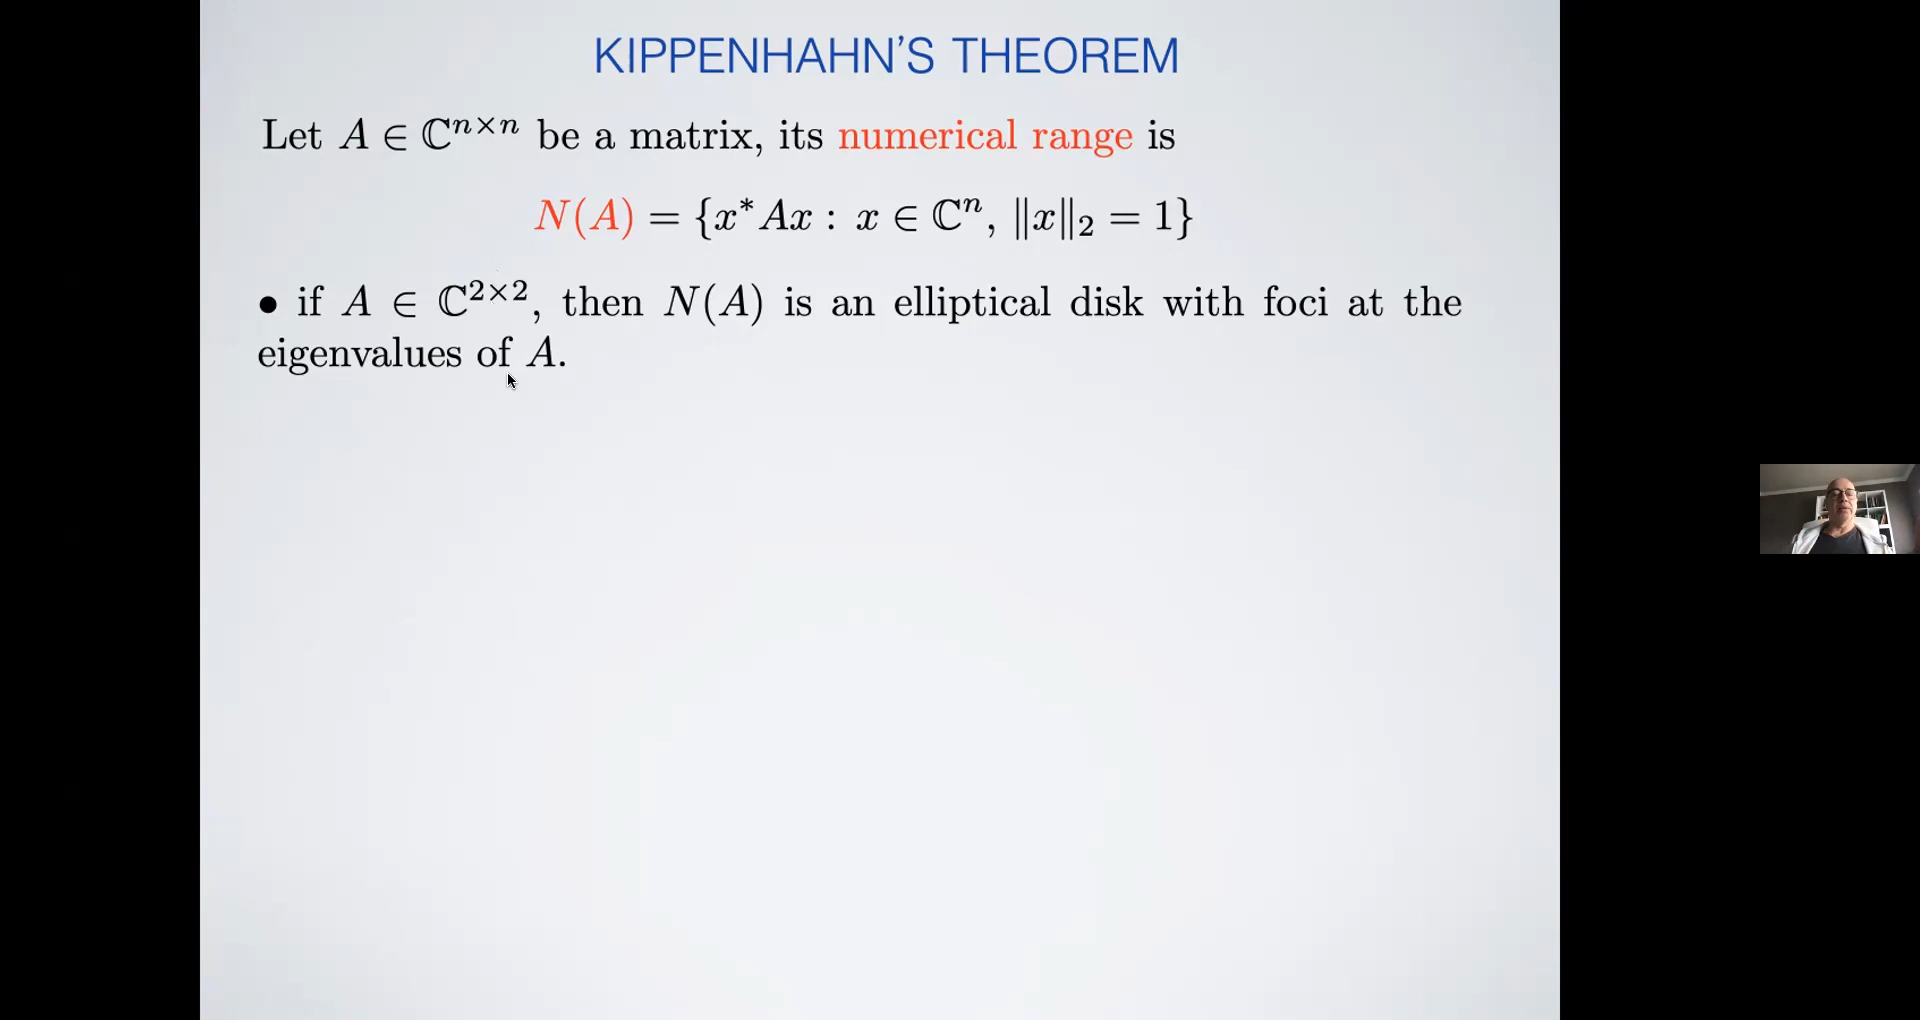 KIPPENHAHN’S THEOREM
Let $A \in \mathbb{C}^{n \times n}$ be a matrix, its numerical range is
$N(A) = \{x^* A x : x \in \mathbb{C}^n, \|x\|_2 = 1\}$
• if $A \in \mathbb{C}^{2 \times 2}$, then $N(A)$ is an elliptical disk with foci at the
eigenvalues of $A$.